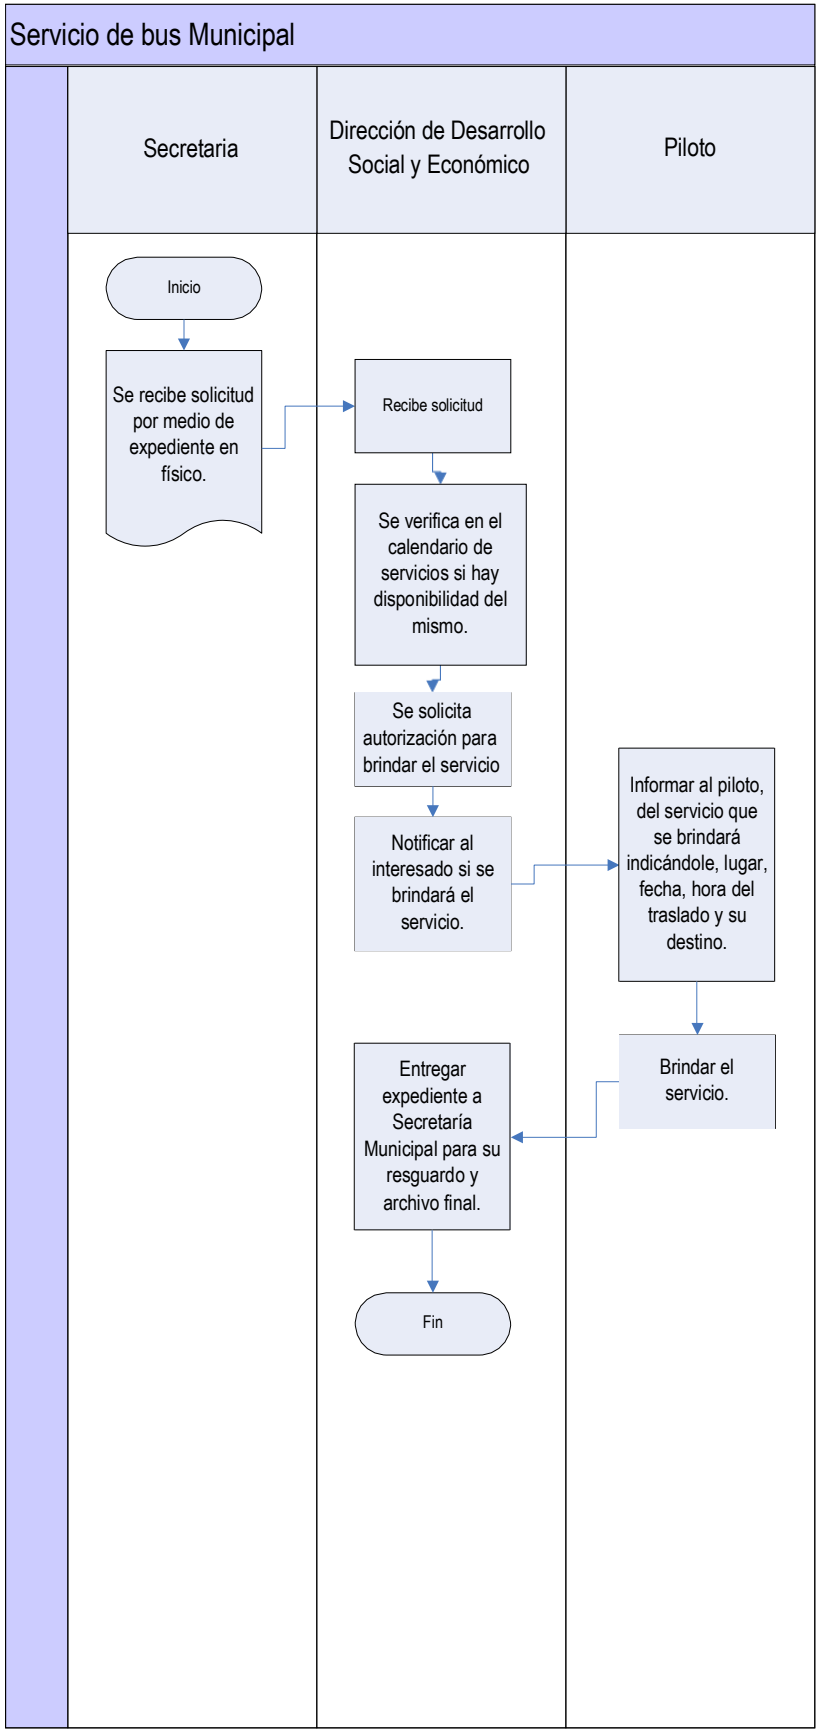 Servicio de bus Municipal
Secretaria
Dirección de Desarrollo
Social y Económico
Piloto
Inicio
Se recibe solicitud
por medio de
expediente en
físico.
Recibe solicitud
Se verifica en el
calendario de
servicios si hay
disponibilidad del
mismo.
Se solicita
autorización para
brindar el servicio
Notificar al
interesado si se
brindará el
servicio.
Informar al piloto,
del servicio que
se brindará
indicándole, lugar,
fecha, hora del
traslado y su
destino.
Brindar el
servicio.
Entregar
expediente a
Secretaría
Municipal para su
resguardo y
archivo final.
Fin